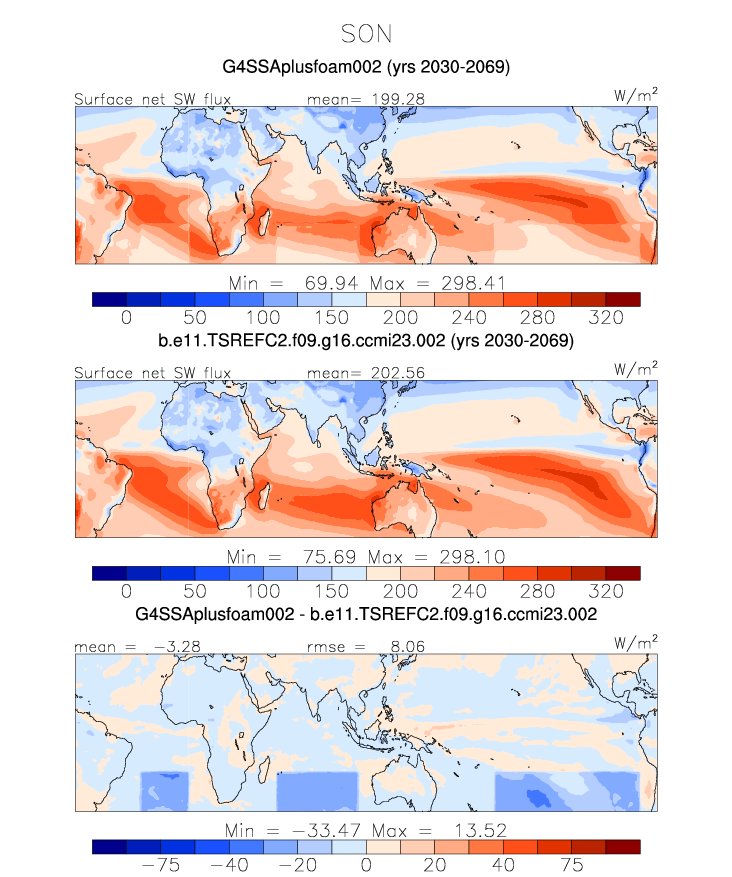 SON
G4SSAplusfoam002 (yrs 2030-2069)
Surface net SW flux mean= 199.28 W/m²
Min = 69.94 Max = 298.41
0 50 100 150 200 240 280 320
b.e11.TSREFC2.f09.g16.ccmi23.002 (yrs 2030-2069)
Surface net SW flux mean= 202.56 W/m²
Min = 75.69 Max = 298.10
0 50 100 150 200 240 280 320
G4SSAplusfoam002 - b.e11.TSREFC2.f09.g16.ccmi23.002
mean = −3.28 rmse = 8.06 W/m²
Min = −33.47 Max = 13.52
−75 −40 −20 0 20 40 75